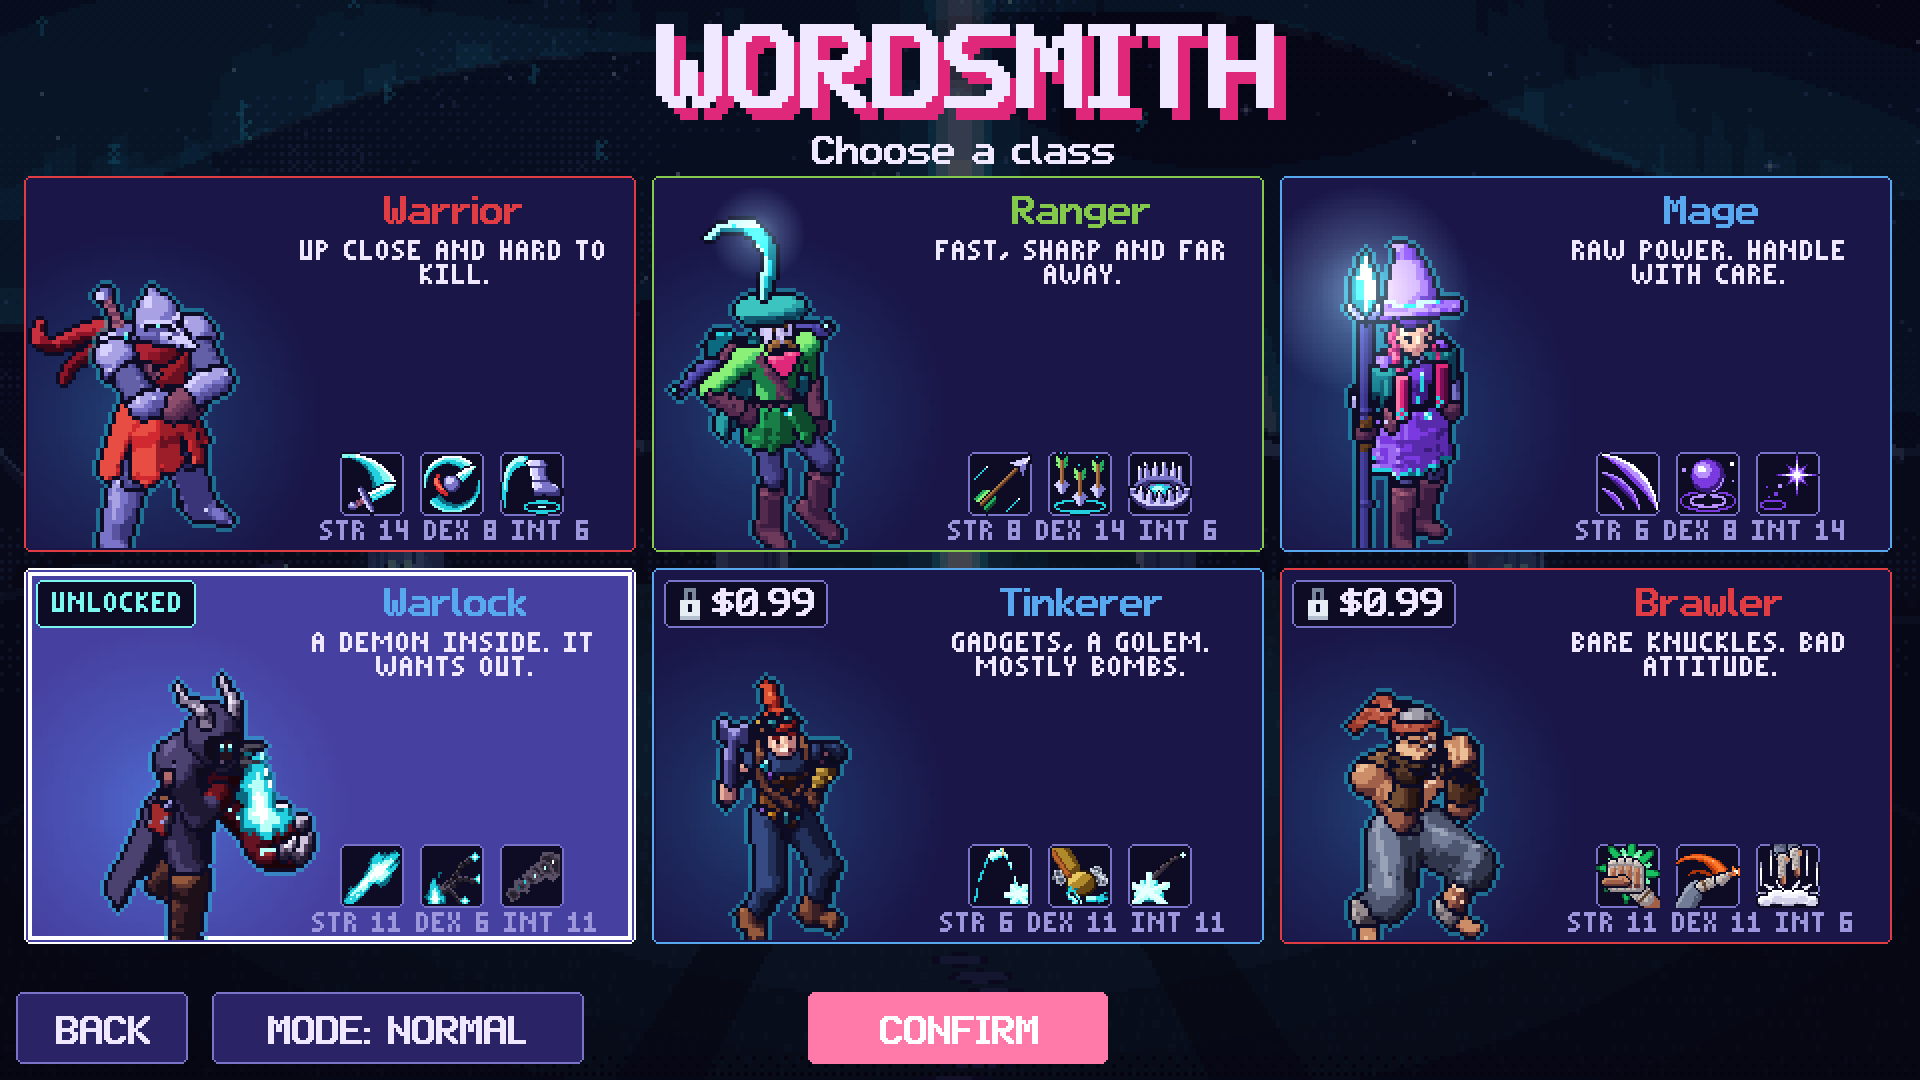 WORDSMITH
Choose a class
Warrior
UP CLOSE AND HARD TO
KILL.
STR 14 DEX 8 INT 6
Ranger
FAST, SHARP AND FAR
AWAY.
STR 8 DEX 14 INT 6
Mage
RAW POWER. HANDLE
WITH CARE.
STR 6 DEX 8 INT 14
UNLOCKED
Warlock
A DEMON INSIDE. IT
WANTS OUT.
STR 11 DEX 6 INT 11
$0.99
Tinkerer
GADGETS, A GOLEM.
MOSTLY BOMBS.
STR 6 DEX 11 INT 11
$0.99
Brawler
BARE KNUCKLES. BAD
ATTITUDE.
STR 11 DEX 11 INT 6
BACK
MODE: NORMAL
CONFIRM